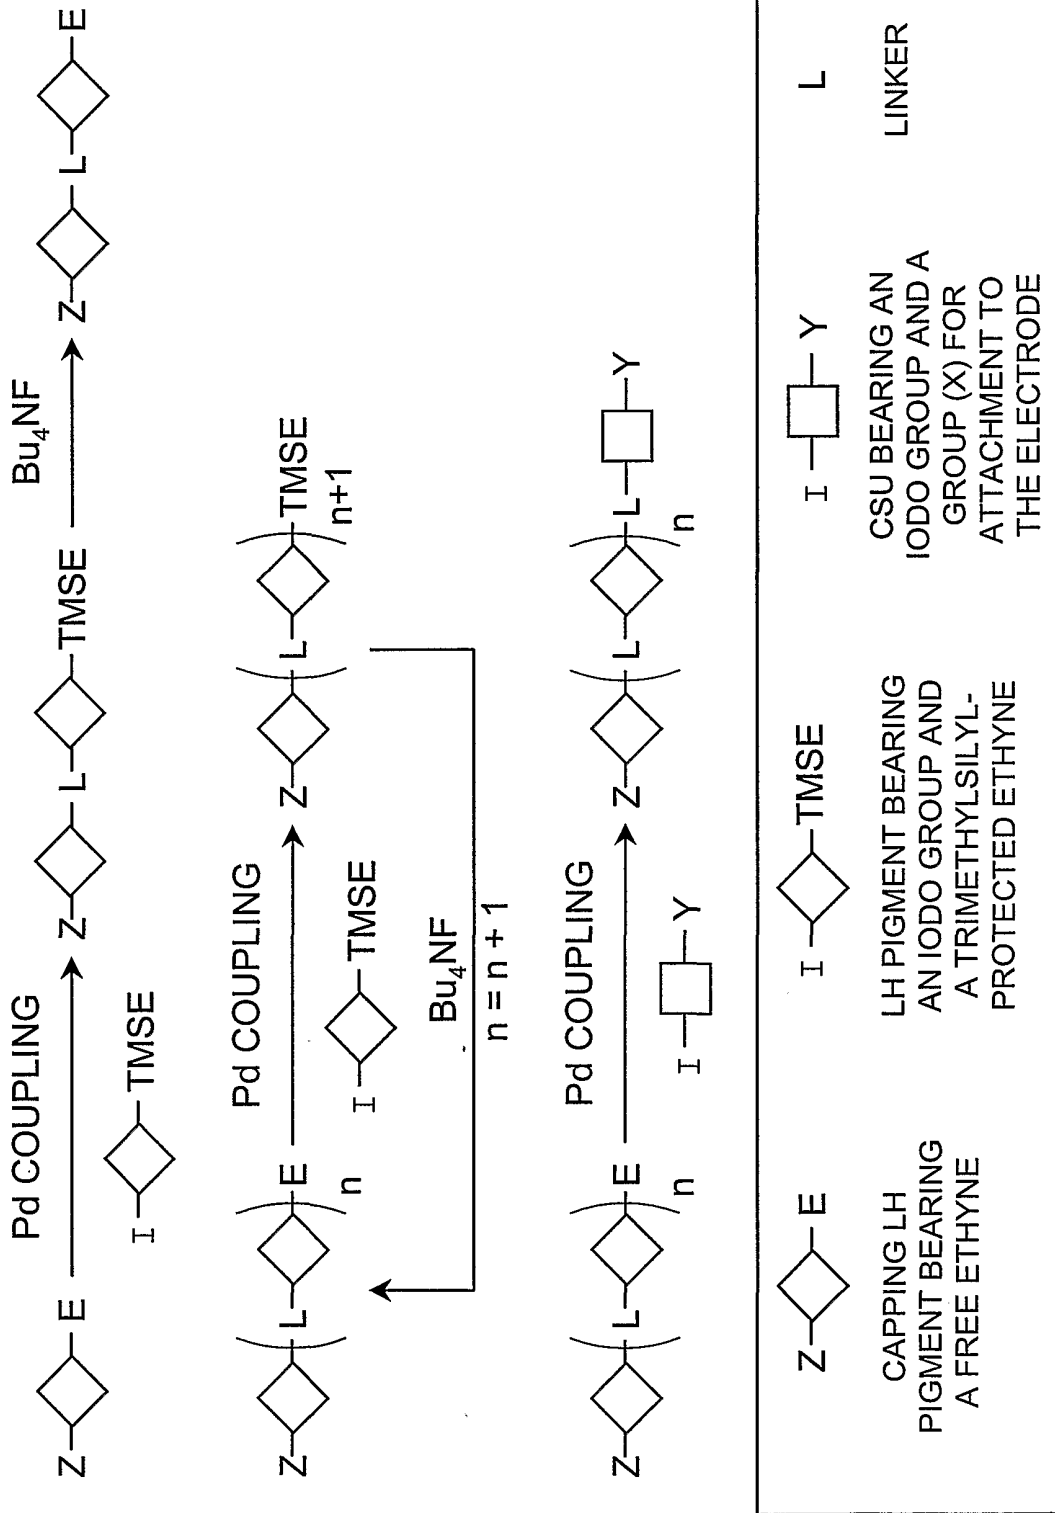 Pd COUPLING
Bu4NF
Z E
Z L TMSE
Z L E
I TMSE
Pd COUPLING
Z L E n
Z L TMSE n+1
I TMSE
Bu4NF
n = n + 1
Pd COUPLING
Z L E n
Z L L Y n
I Y
Z E
CAPPING LH
PIGMENT BEARING
A FREE ETHYNE
I TMSE
LH PIGMENT BEARING
AN IODO GROUP AND
A TRIMETHYLSILYL-
PROTECTED ETHYNE
I Y
CSU BEARING AN
IODO GROUP AND A
GROUP (X) FOR
ATTACHMENT TO
THE ELECTRODE
L
LINKER